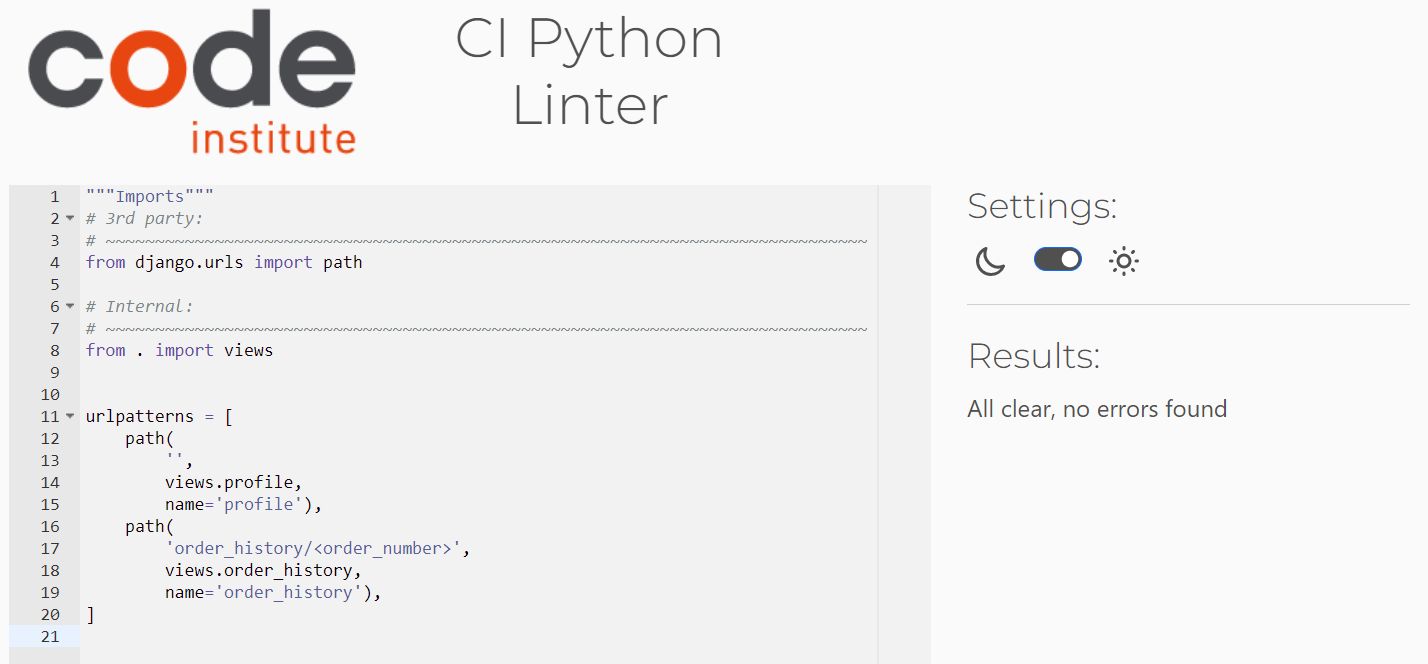 code
institute
CI Python
Linter
1 """Imports"""
2 # 3rd party:
3 # ~~~~~~~~~~~~~~~~~~~~~~~~~~~~~~~~~~~~~~~~~~~~~~~~~~~~~~~~~~~~~~~~~~~~~~~~~~~~~
4 from django.urls import path
5
6 # Internal:
7 # ~~~~~~~~~~~~~~~~~~~~~~~~~~~~~~~~~~~~~~~~~~~~~~~~~~~~~~~~~~~~~~~~~~~~~~~~~~~~~
8 from . import views
9
10
11 urlpatterns = [
12     path(
13         '',
14         views.profile,
15         name='profile'),
16     path(
17         'order_history/<order_number>',
18         views.order_history,
19         name='order_history'),
20 ]
21
Settings:
Results:
All clear, no errors found